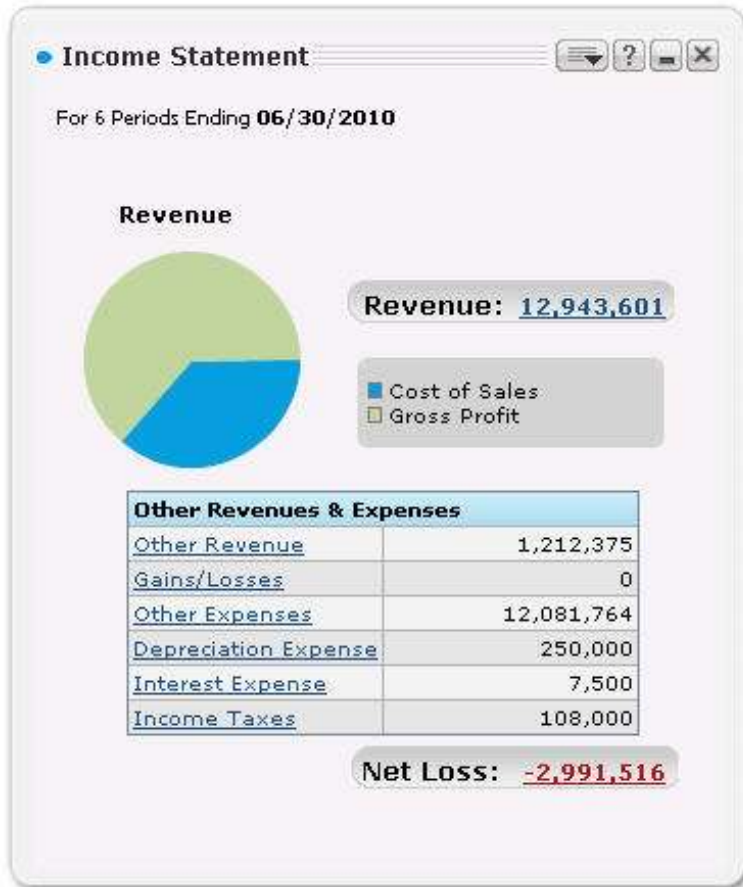 Income Statement
?
For 6 Periods Ending 06/30/2010
Revenue
Revenue: 12,943,601
Cost of Sales
Gross Profit
Other Revenues & Expenses
Other Revenue 1,212,375
Gains/Losses 0
Other Expenses 12,081,764
Depreciation Expense 250,000
Interest Expense 7,500
Income Taxes 108,000
Net Loss: -2,991,516